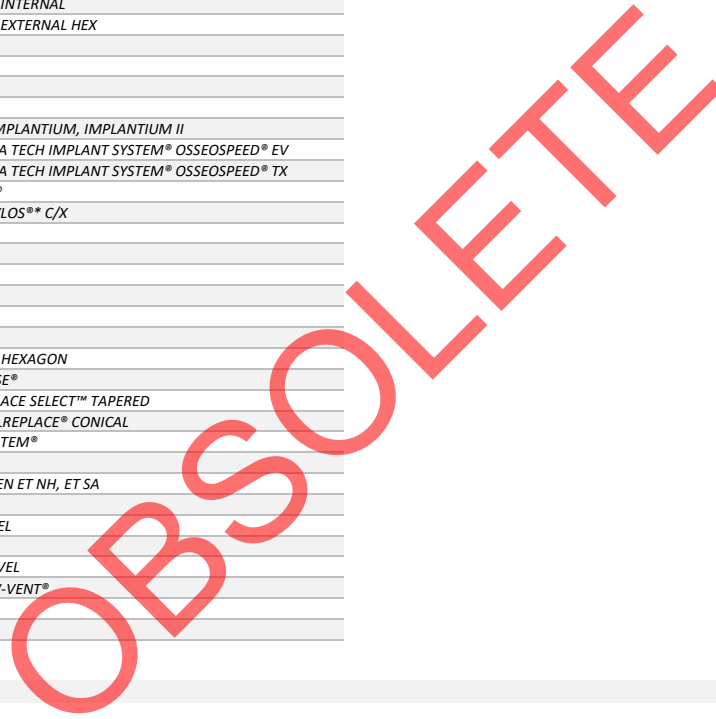 INTERNAL
EXTERNAL HEX
MPLANTIUM, IMPLANTIUM II
A TECH IMPLANT SYSTEM® OSSEOSPEED® EV
A TECH IMPLANT SYSTEM® OSSEOSPEED® TX
®
LOS®* C/X
HEXAGON
SE®
ACE SELECT™ TAPERED
LREPLACE® CONICAL
TEM®
EN ET NH, ET SA
EL
VEL
-VENT®
OBSOLETE